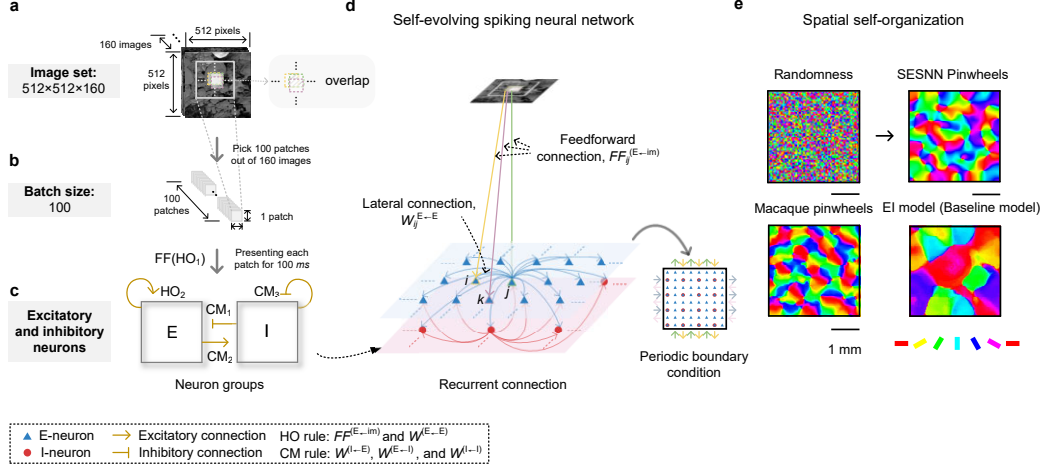 a
160 images
512 pixels
512
pixels
Image set:
512×512×160
overlap
Pick 100 patches
out of 160 images
b
Batch size:
100
100
patches
1 patch
FF(HO1)
Presenting each
patch for 100 ms
c
Excitatory
and inhibitory
neurons
HO2
CM3
E
I
CM1
CM2
Neuron groups
d
Self-evolving spiking neural network
Feedforward
connection, FFij(E←im)
Lateral connection,
WijE←E
i
j
k
Recurrent connection
Periodic boundary
condition
e
Spatial self-organization
Randomness
SESNN Pinwheels
Macaque pinwheels
EI model (Baseline model)
1 mm
E-neuron
Excitatory connection
HO rule: FF(E←im) and W(E←E)
I-neuron
Inhibitory connection
CM rule: W(I←E), W(E←I), and W(I←I)